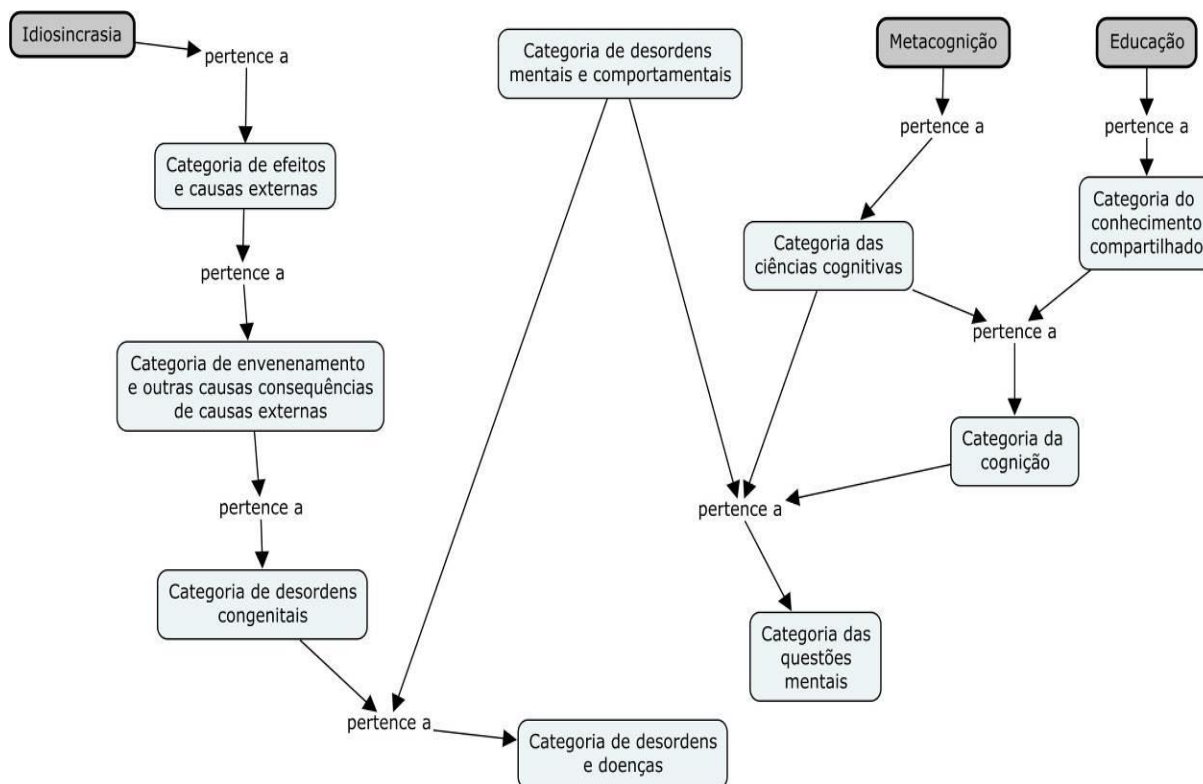 Idiosincrasia
pertence a
Categoria de desordens
mentais e comportamentais
Metacognição
Educação
pertence a
pertence a
Categoria de efeitos
e causas externas
Categoria do
conhecimento
compartilhado
Categoria das
ciências cognitivas
pertence a
pertence a
Categoria de envenenamento
e outras causas consequências
de causas externas
Categoria da
cognição
pertence a
pertence a
Categoria de desordens
congenitais
Categoria das
questões
mentais
pertence a
Categoria de desordens
e doenças